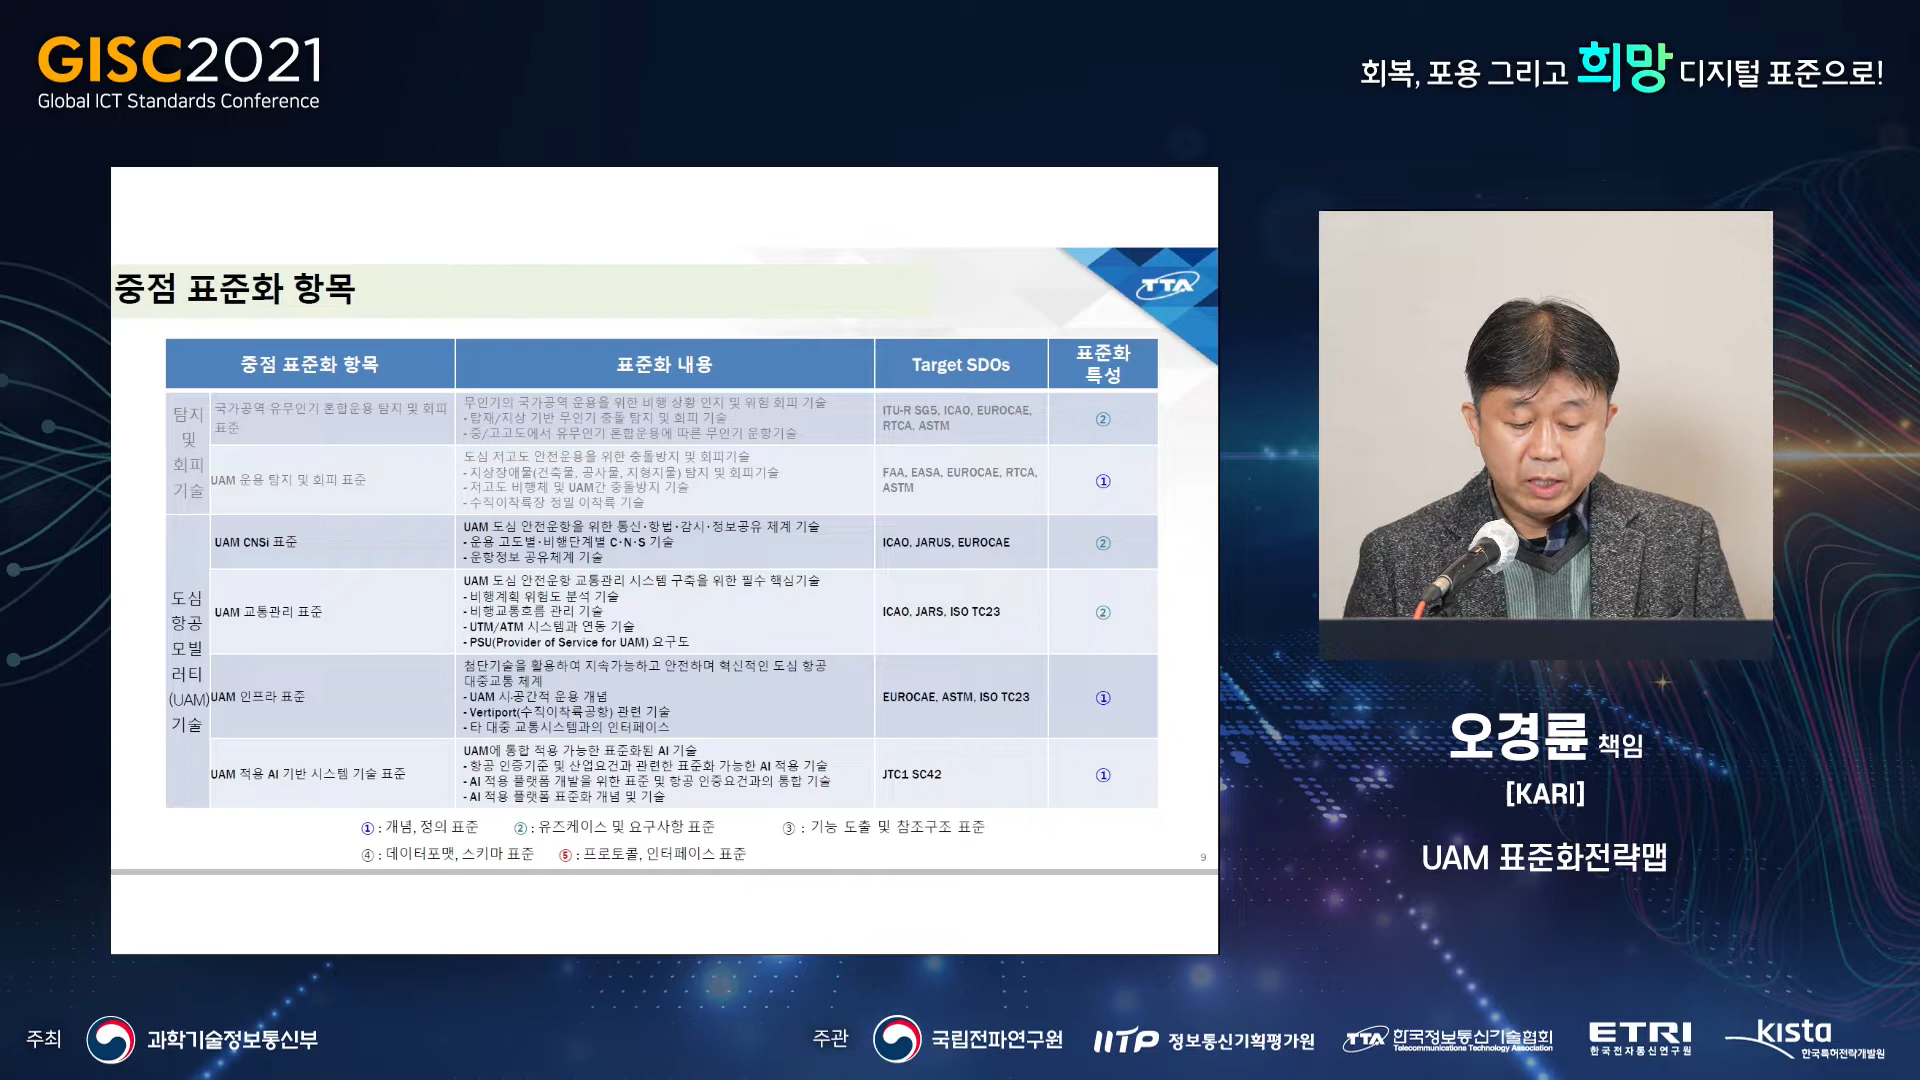 GISC2021
Global ICT Standards Conference
회복, 포용 그리고 희망 디지털 표준으로!
중점 표준화 항목
TTA
중점 표준화 항목
표준화 내용
Target SDOs
표준화
특성
탐지
및
회피
기술
국가공역 유무인기 혼합운용 탐지 및 회피
표준
무인기의 국가공역 운용을 위한 비행 상황 인지 및 위험 회피 기술
- 탑재/지상 기반 무인기 충돌 탐지 및 회피 기술
- 중/고고도에서 유무인기 혼합운용에 따른 무인기 운항기술
ITU-R SG5, ICAO, EUROCAE,
RTCA, ASTM
②
UAM 운용 탐지 및 회피 표준
도심 저고도 안전운용을 위한 충돌방지 및 회피기술
- 지상장애물(건축물, 공사물, 지형지물) 탐지 및 회피기술
- 저고도 비행체 및 UAM간 충돌방지 기술
- 수직이착륙장 정밀 이착륙 기술
FAA, EASA, EUROCAE, RTCA,
ASTM
①
도심
항공
모빌
러티
(UAM)
기술
UAM CNSi 표준
UAM 도심 안전운항을 위한 통신·항법·감시·정보공유 체계 기술
- 운용 고도별·비행단계별 C·N·S 기술
- 운항정보 공유체계 기술
ICAO, JARUS, EUROCAE
②
UAM 교통관리 표준
UAM 도심 안전운항 교통관리 시스템 구축을 위한 필수 핵심기술
- 비행계획 위험도 분석 기술
- 비행교통흐름 관리 기술
- UTM/ATM 시스템과 연동 기술
- PSU(Provider of Service for UAM) 요구도
ICAO, JARS, ISO TC23
②
UAM 인프라 표준
첨단기술을 활용하여 지속가능하고 안전하며 혁신적인 도심 항공
대중교통 체계
- UAM 시·공간적 운용 개념
- Vertiport(수직이착륙공항) 관련 기술
- 타 대중 교통시스템과의 인터페이스
EUROCAE, ASTM, ISO TC23
①
UAM 적용 AI 기반 시스템 기술 표준
UAM에 통합 적용 가능한 표준화된 AI 기술
- 항공 인증기준 및 산업요건과 관련한 표준화 가능한 AI 적용 기술
- AI 적용 플랫폼 개발을 위한 표준 및 항공 인증요건과의 통합 기술
- AI 적용 플랫폼 표준화 개념 및 기술
JTC1 SC42
①
① : 개념, 정의 표준 ② : 유즈케이스 및 요구사항 표준 ③ : 기능 도출 및 참조구조 표준
④ : 데이터포맷, 스키마 표준 ⑤ : 프로토콜, 인터페이스 표준
9
오경륜 책임
[KARI]
UAM 표준화전략맵
주최 과학기술정보통신부
주관 국립전파연구원
IITP 정보통신기획평가원
TTA 한국정보통신기술협회
Telecommunications Technology Association
ETRI
한국전자통신연구원
kista
한국특허전략개발원